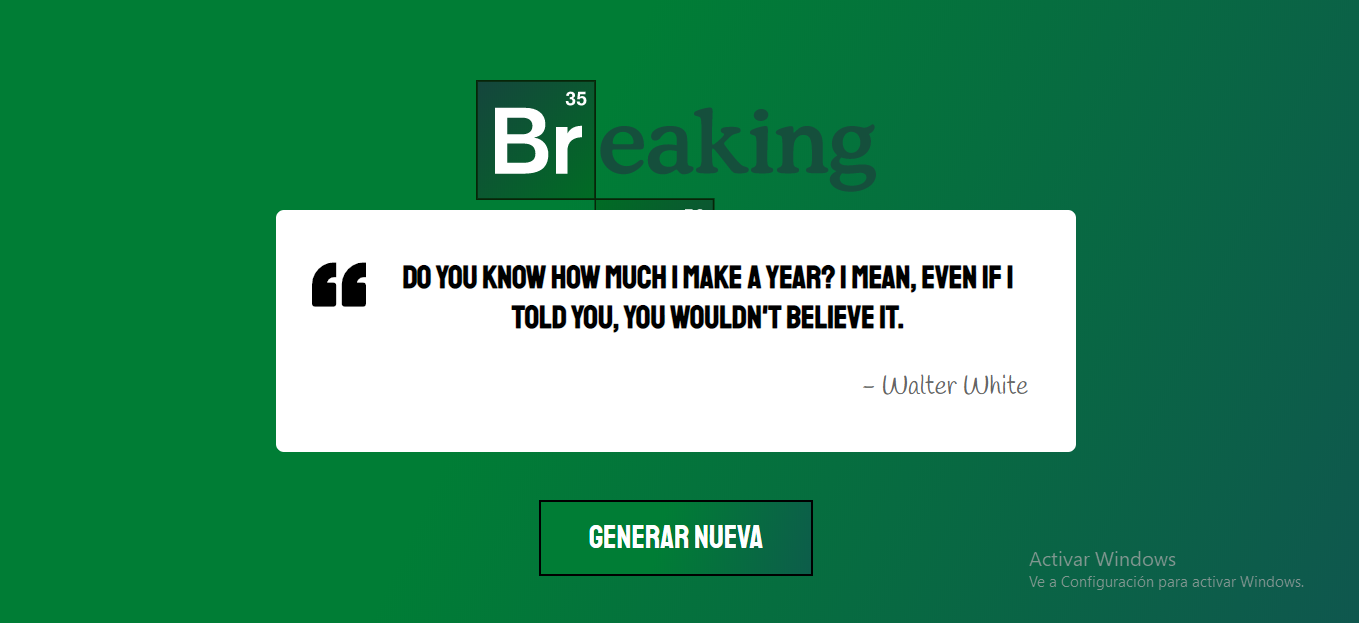 35
Breaking
DO YOU KNOW HOW MUCH I MAKE A YEAR? I MEAN, EVEN IF I
TOLD YOU, YOU WOULDN'T BELIEVE IT.
- Walter White
GENERAR NUEVA
Activar Windows
Ve a Configuración para activar Windows.